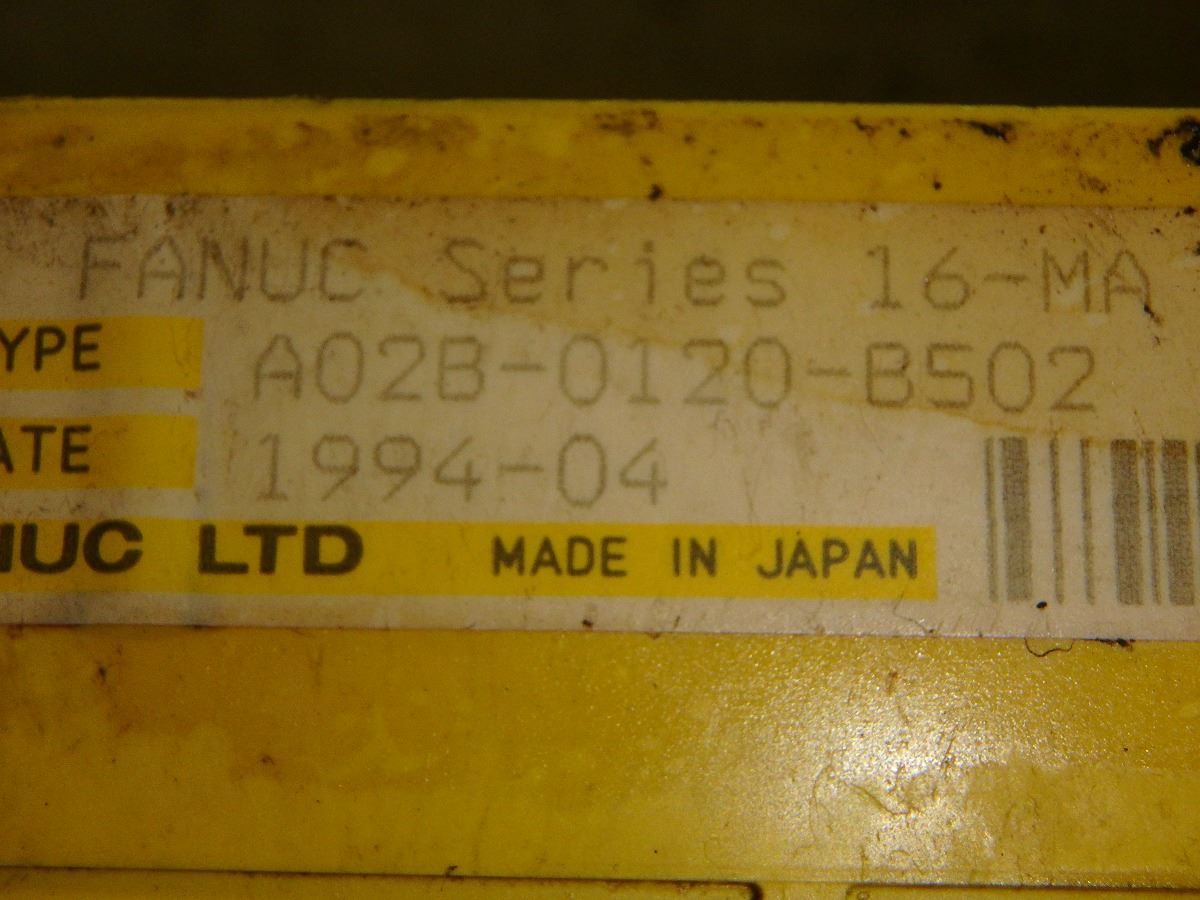 FANUC Series 16-MA
YPE A02B-0120-B502
ATE 1994-04
NUC LTD MADE IN JAPAN